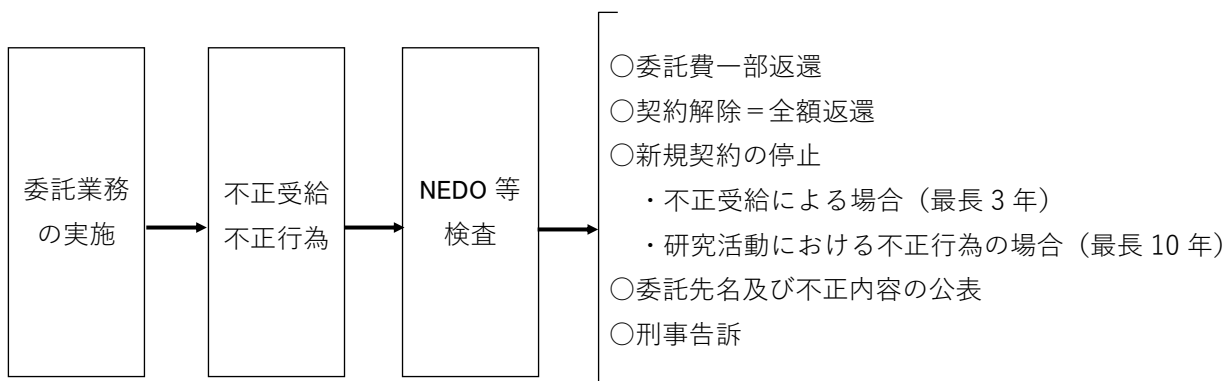 委託業務
の実施
不正受給
不正行為
NEDO 等
検査
○委託費一部返還
○契約解除＝全額返還
○新規契約の停止
・不正受給による場合（最長 3 年）
・研究活動における不正行為の場合（最長 10 年）
○委託先名及び不正内容の公表
○刑事告訴